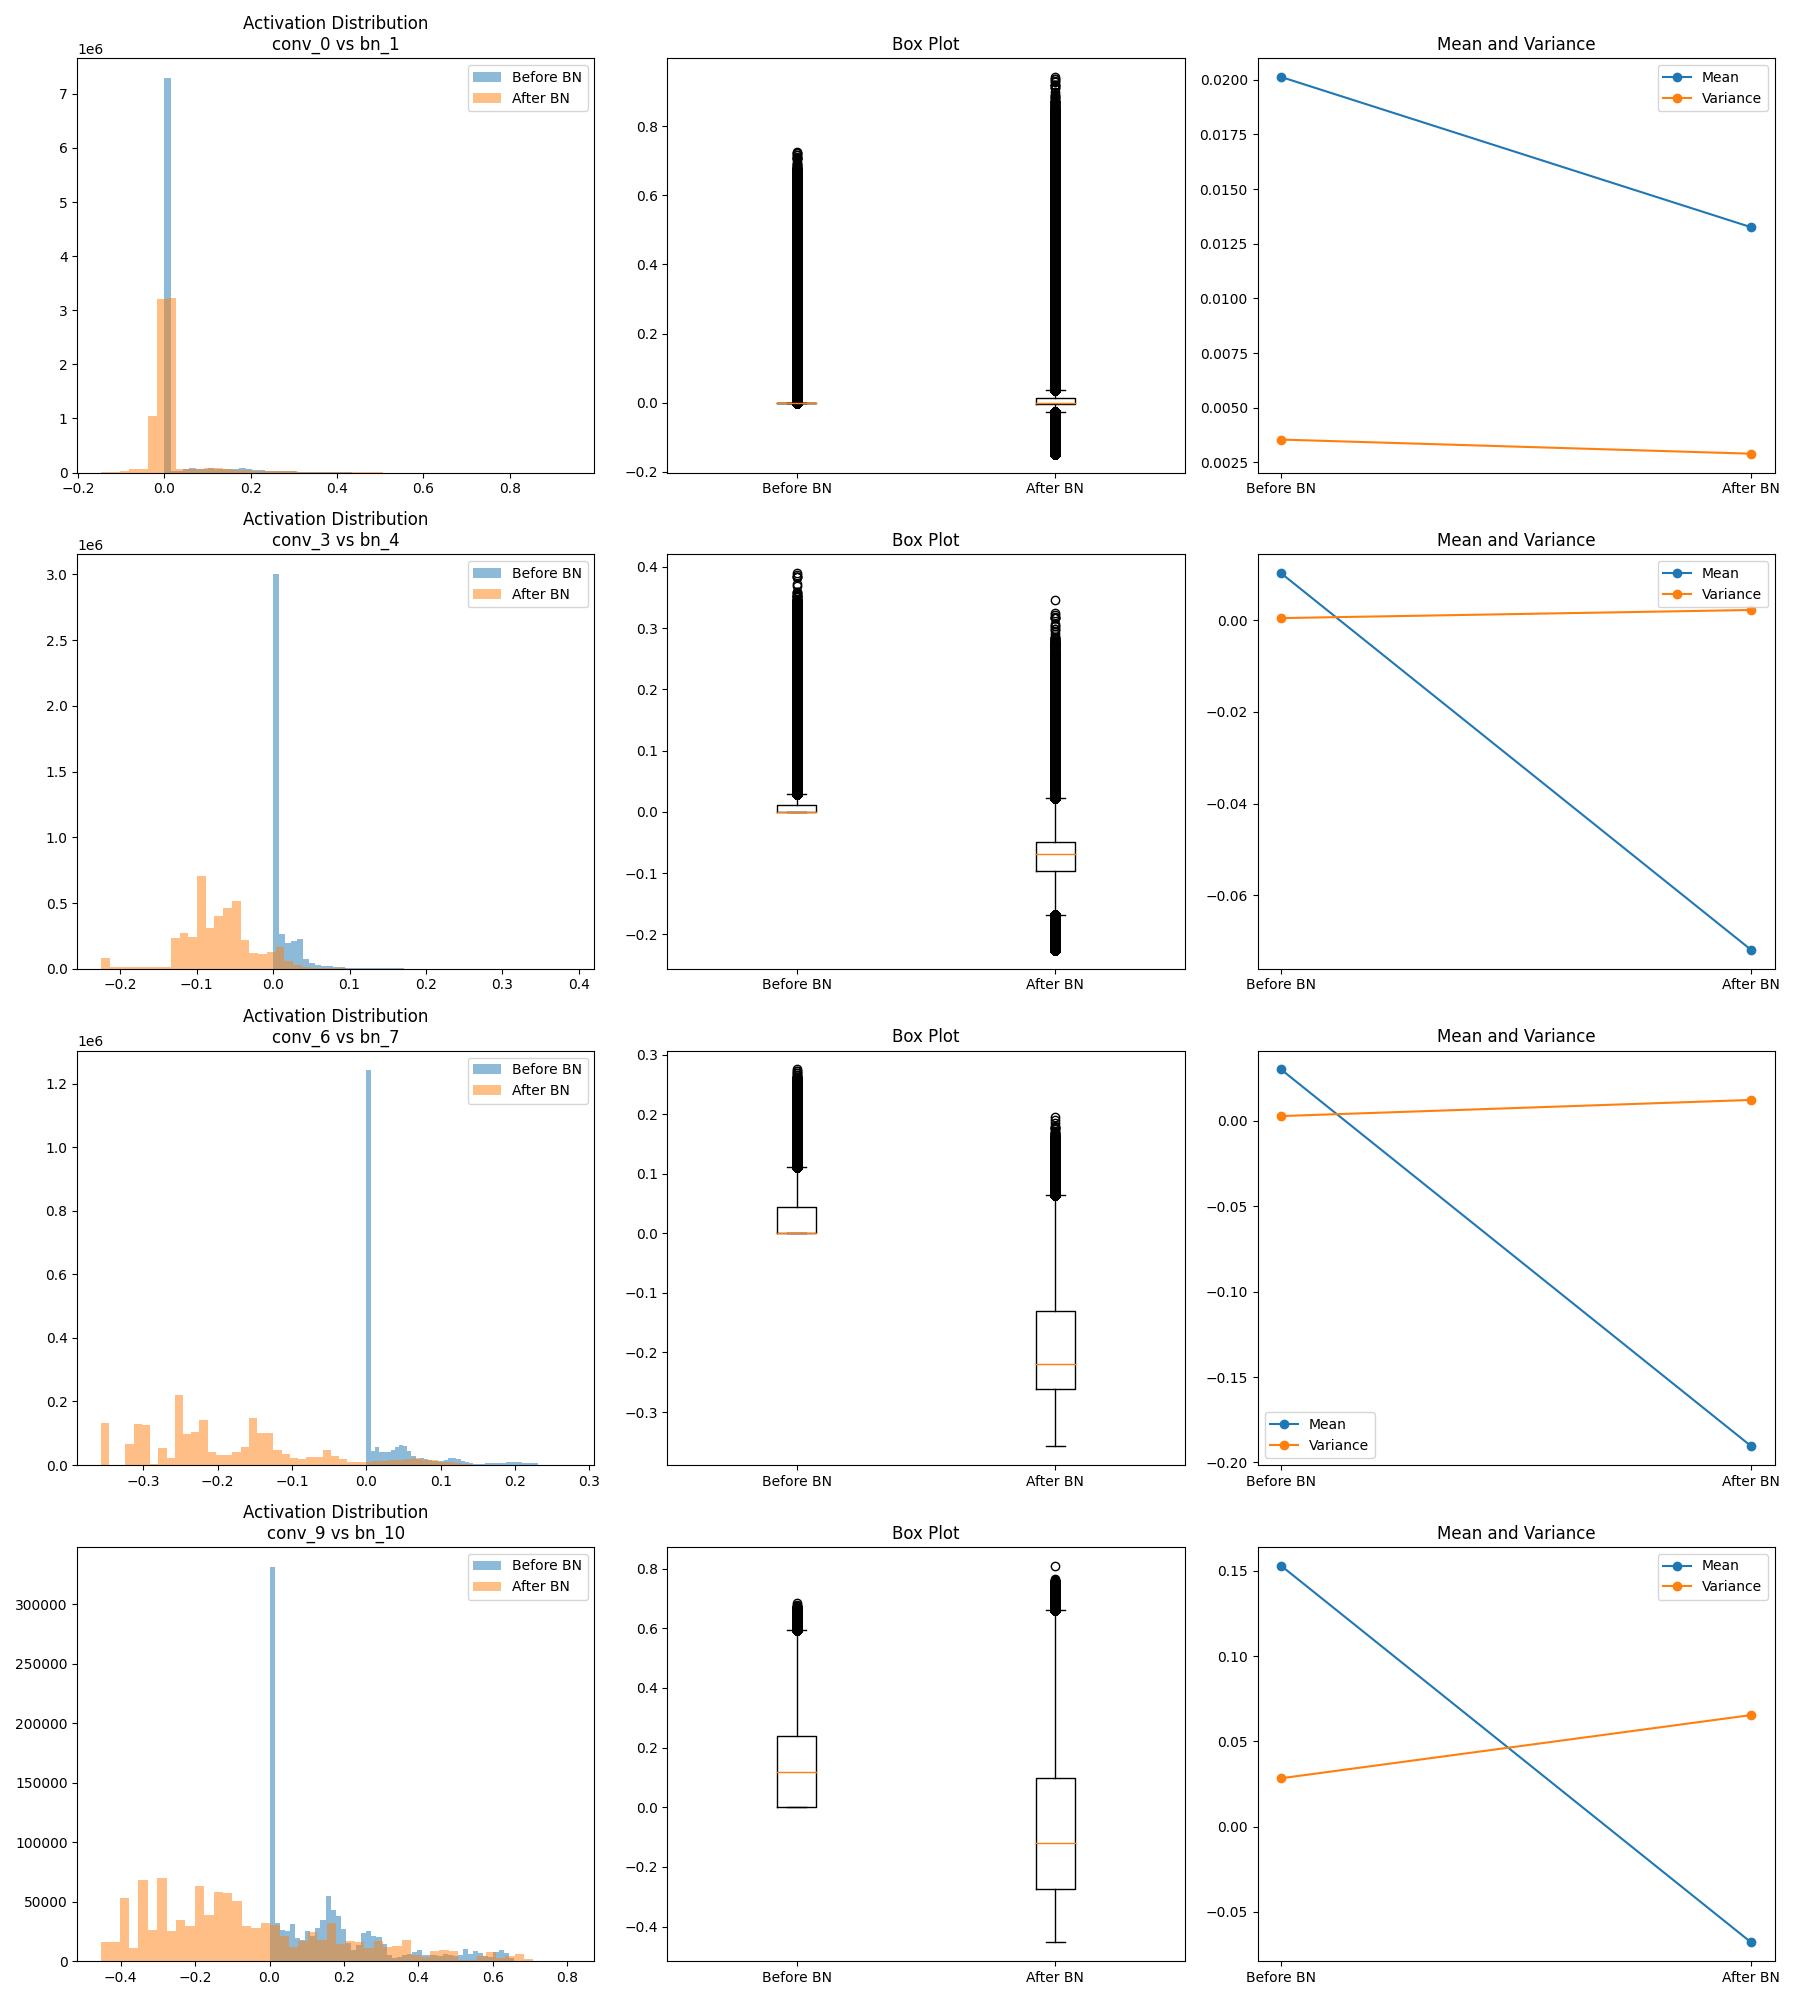 Activation Distribution
conv_0 vs bn_1
1e6
7
6
5
4
3
2
1
0
−0.2 0.0 0.2 0.4 0.6 0.8
Before BN
After BN
Box Plot
0.8
0.6
0.4
0.2
0.0
−0.2
Before BN After BN
Mean and Variance
0.0200
0.0175
0.0150
0.0125
0.0100
0.0075
0.0050
0.0025
Before BN After BN
Mean
Variance
Activation Distribution
conv_3 vs bn_4
1e6
3.0
2.5
2.0
1.5
1.0
0.5
0.0
−0.2 −0.1 0.0 0.1 0.2 0.3 0.4
Before BN
After BN
Box Plot
0.4
0.3
0.2
0.1
0.0
−0.1
−0.2
Before BN After BN
Mean and Variance
0.00
−0.02
−0.04
−0.06
Before BN After BN
Mean
Variance
Activation Distribution
conv_6 vs bn_7
1e6
1.2
1.0
0.8
0.6
0.4
0.2
0.0
−0.3 −0.2 −0.1 0.0 0.1 0.2 0.3
Before BN
After BN
Box Plot
0.3
0.2
0.1
0.0
−0.1
−0.2
−0.3
Before BN After BN
Mean and Variance
0.00
−0.05
−0.10
−0.15
−0.20
Before BN After BN
Mean
Variance
Activation Distribution
conv_9 vs bn_10
300000
250000
200000
150000
100000
50000
0
−0.4 −0.2 0.0 0.2 0.4 0.6 0.8
Before BN
After BN
Box Plot
0.8
0.6
0.4
0.2
0.0
−0.2
−0.4
Before BN After BN
Mean and Variance
0.15
0.10
0.05
0.00
−0.05
Before BN After BN
Mean
Variance